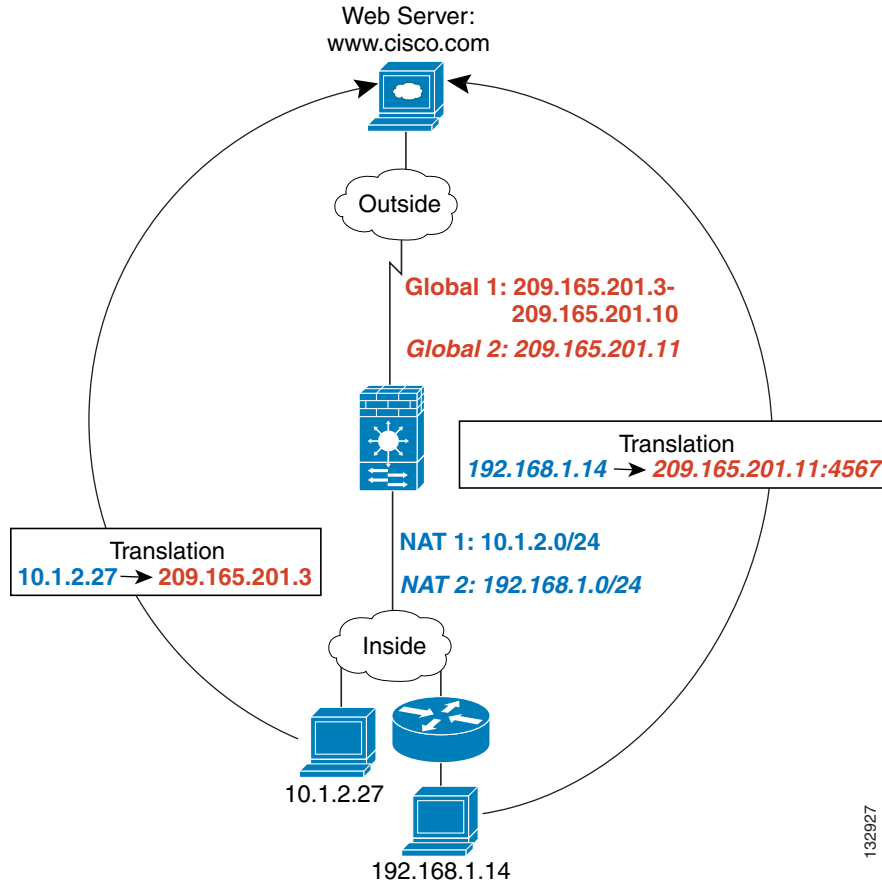 Web Server:
www.cisco.com
Outside
Global 1: 209.165.201.3-
209.165.201.10
Global 2: 209.165.201.11
Translation
192.168.1.14 209.165.201.11:4567
NAT 1: 10.1.2.0/24
NAT 2: 192.168.1.0/24
Translation
10.1.2.27 209.165.201.3
Inside
10.1.2.27
192.168.1.14
132927